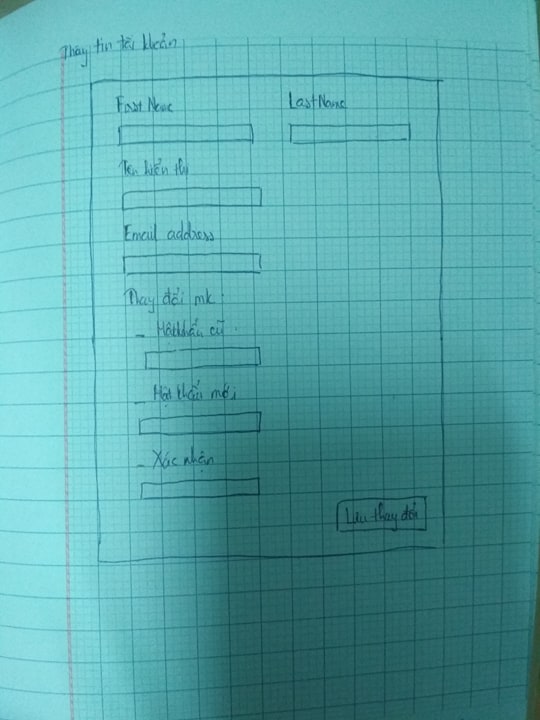 Thay tin tài khoản
First Name
Last Name
Tên hiển thị
Email address
Thay đổi mk:
- Mật khẩu cũ
- Mật khẩu mới
- Xác nhận
Lưu thay đổi